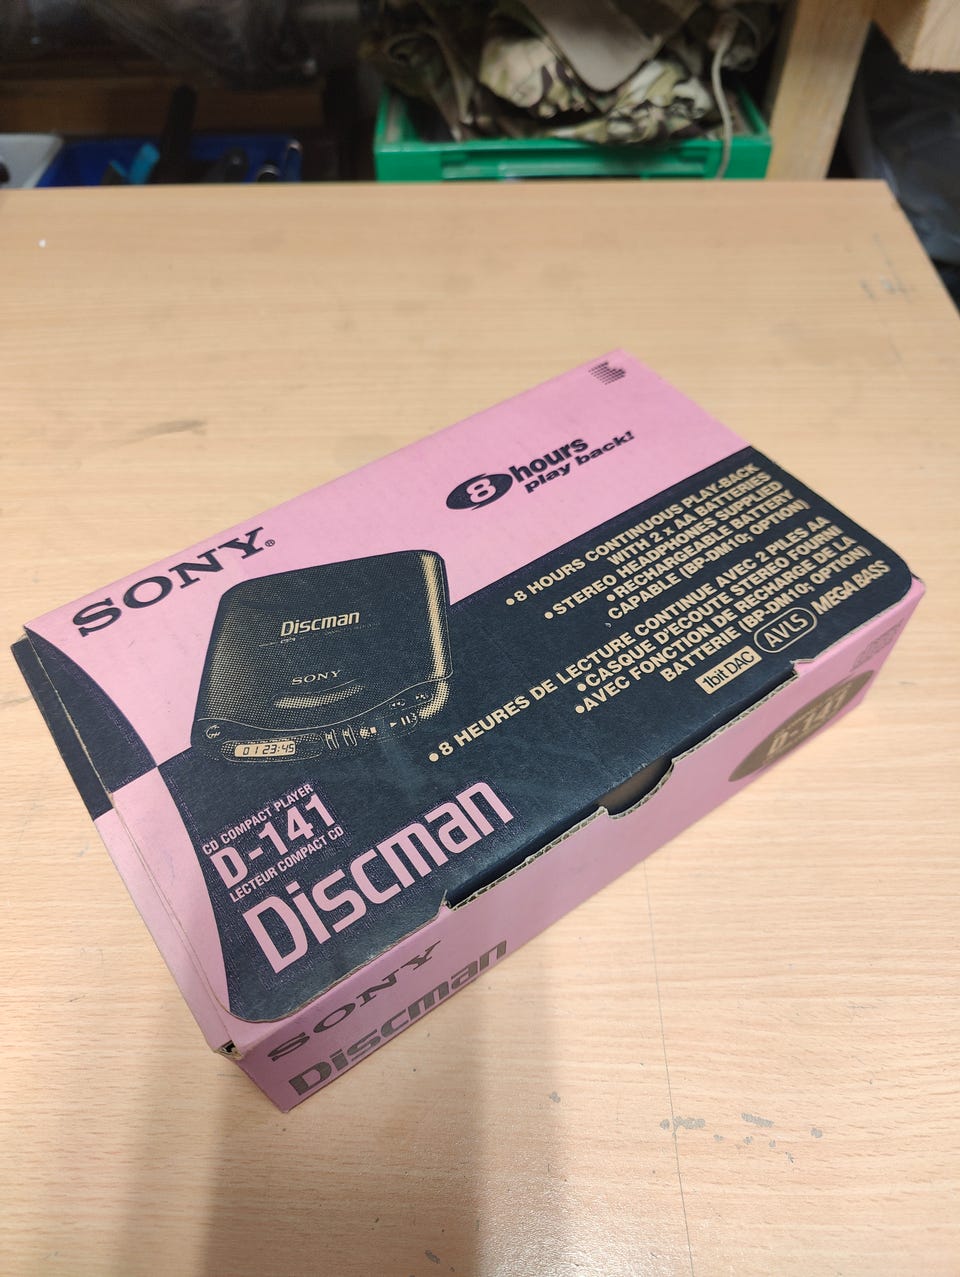 SONY®
8 hours
play back!
•8 HOURS CONTINUOUS PLAY-BACK
WITH 2 x AA BATTERIES
•STEREO HEADPHONES SUPPLIED
•RECHARGEABLE BATTERY
CAPABLE (BP-DM10; OPTION)
•8 HEURES DE LECTURE CONTINUE AVEC 2 PILES AA
•CASQUE D'ECOUTE STEREO FOURNI
•AVEC FONCTION DE RECHARGE DE LA
BATTERIE (BP-DM10; OPTION)
1bit DAC AVLS MEGA BASS
Discman
SONY
01 23:45
CD COMPACT PLAYER
D-141
LECTEUR COMPACT CD
Discman
SONY
Discman
D-141